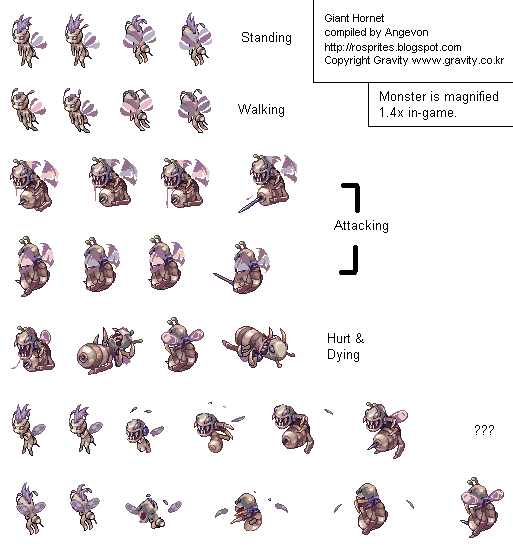 Giant Hornet
compiled by Angevon
http://rosprites.blogspot.com
Copyright Gravity www.gravity.co.kr
Standing
Monster is magnified
1.4x in-game.
Walking
Attacking
Hurt &
Dying
???